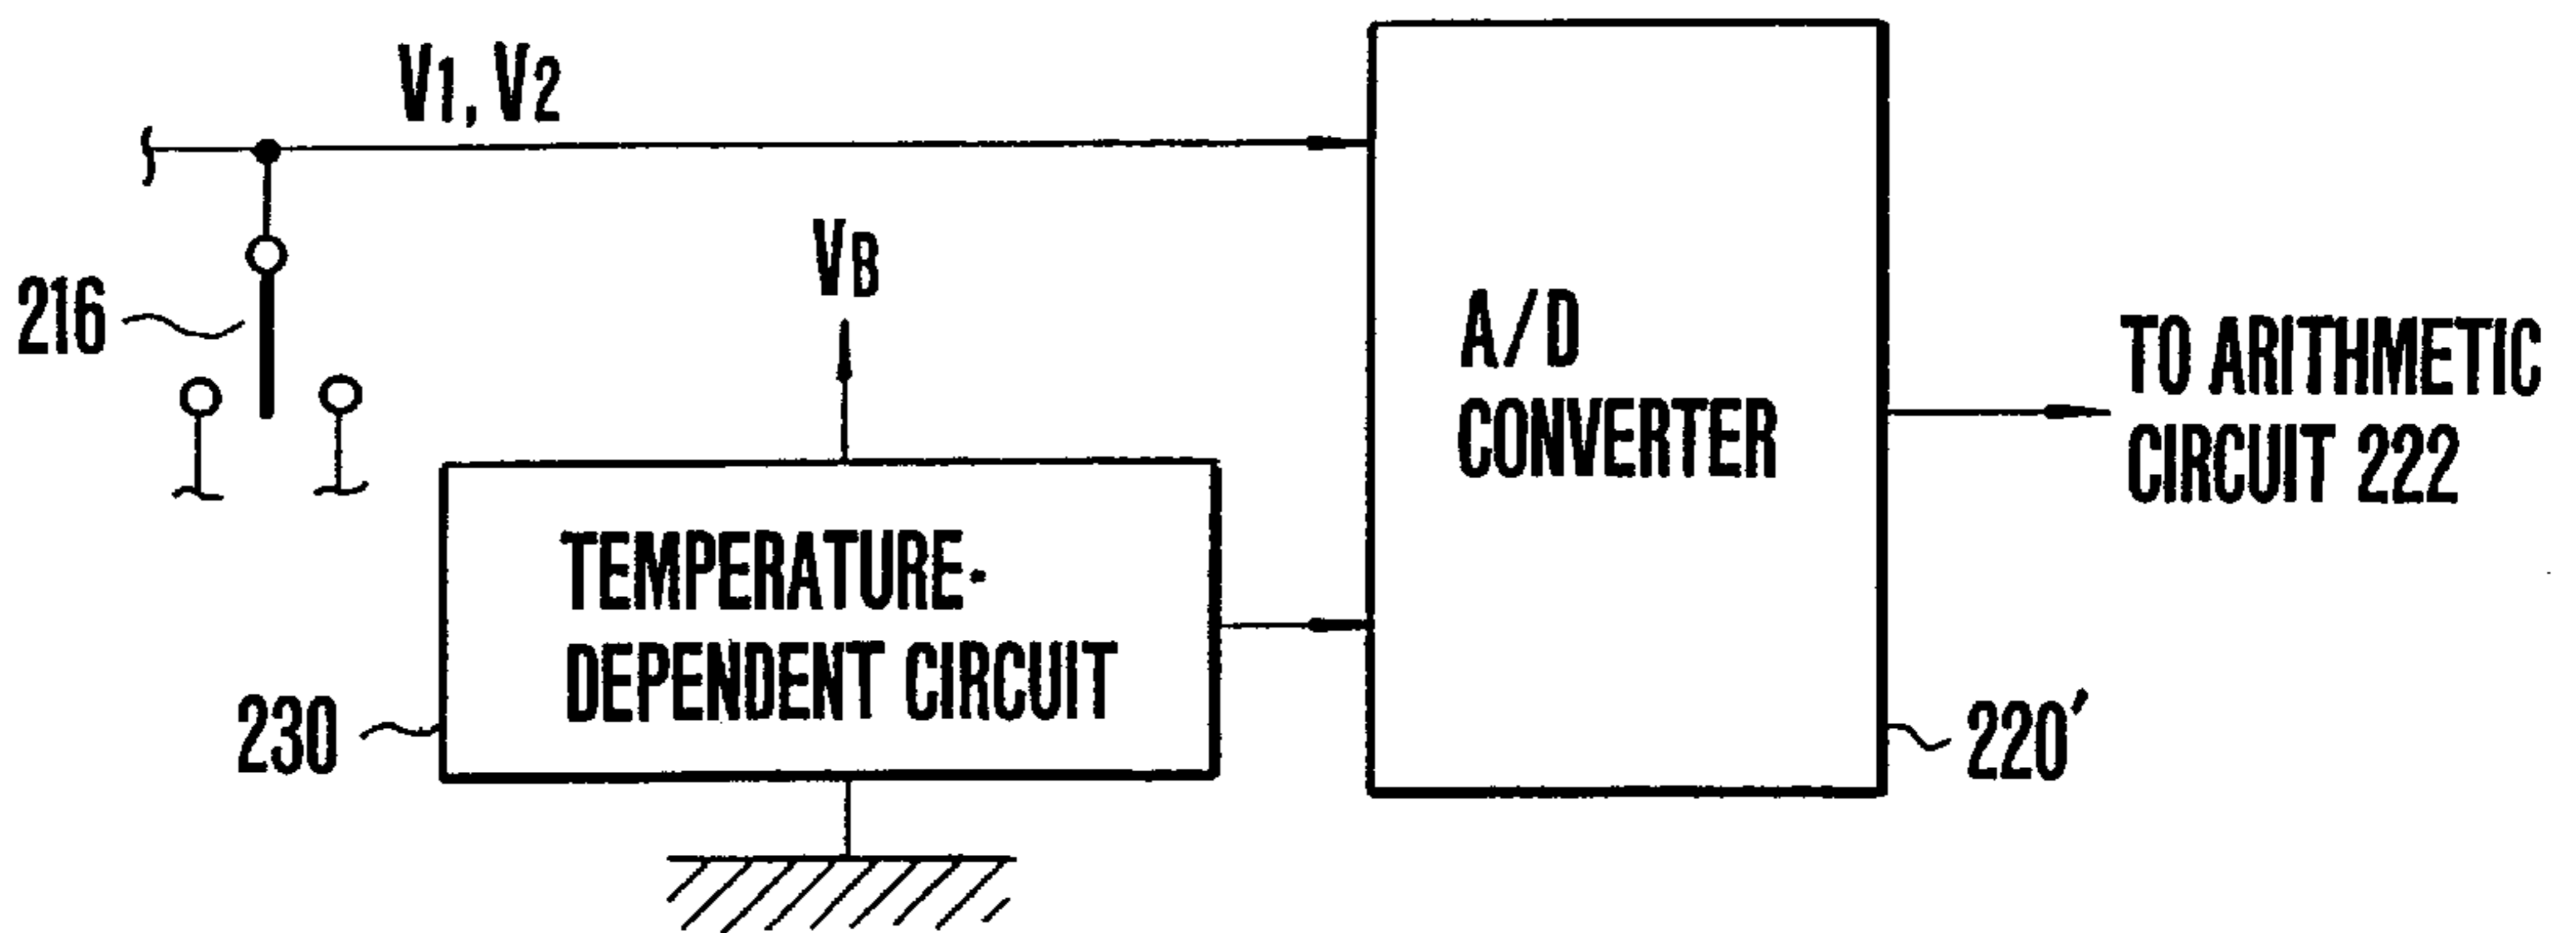 V1, V2
VB
216
A/D
CONVERTER
TO ARITHMETIC
CIRCUIT 222
TEMPERATURE-
DEPENDENT CIRCUIT
230
220'